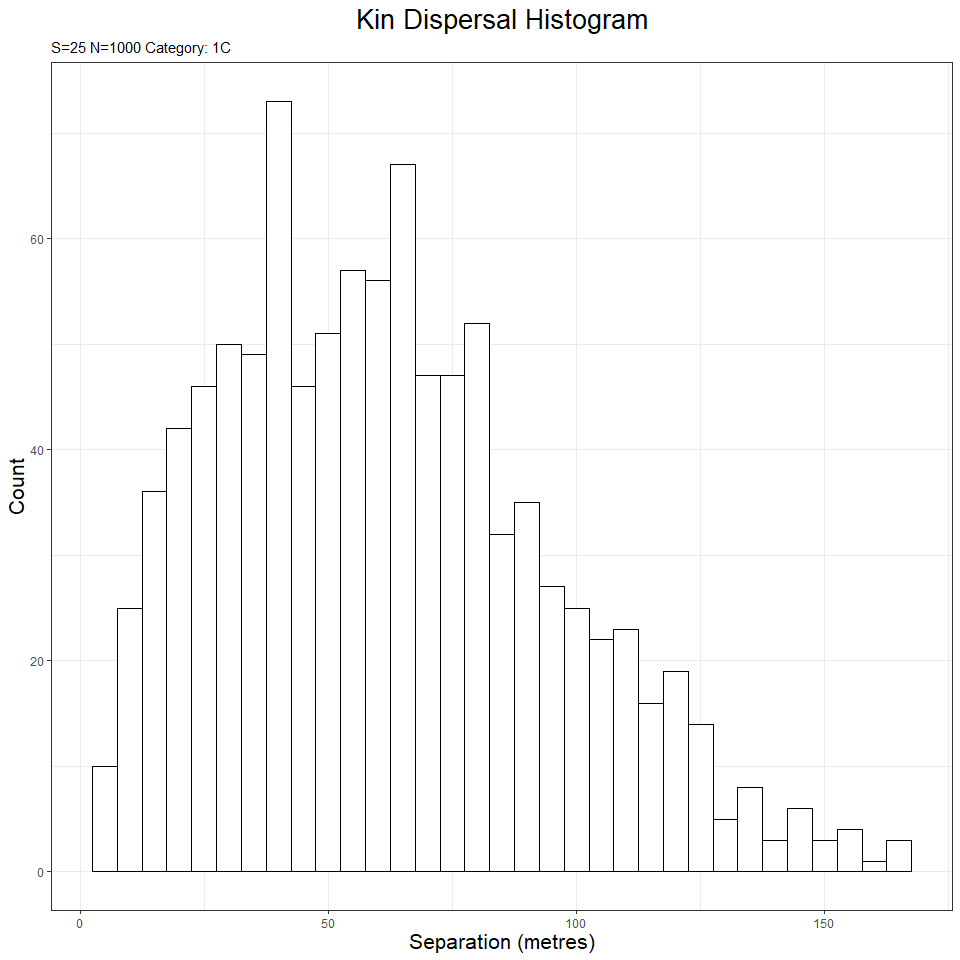 Kin Dispersal Histogram
S=25 N=1000 Category: 1C
60
40
20
0
Count
0 50 100 150
Separation (metres)